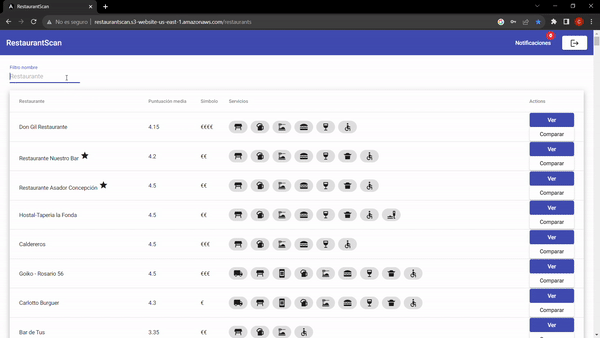 RestaurantScan
No es seguro | restaurantscan.s3-website-us-east-1.amazonaws.com/restaurants
RestaurantScan
Notificaciones
0
Filtro nombre
Restaurante
Restaurante Puntuación media Símbolo Servicios Actions
Don Gil Restaurante 4.15 €€€€ Ver
Comparar
Restaurante Nuestro Bar 4.2 €€ Ver
Comparar
Restaurante Asador Concepción 4.5 €€ Ver
Comparar
Hostal-Tapería la Fonda 4.5 €€ Ver
Comparar
Caldereros 4.5 €€€ Ver
Comparar
Goiko - Rosario 56 4.5 €€€ Ver
Comparar
Carlotto Burguer 4.3 € Ver
Comparar
Bar de Tus 3.35 €€ Ver